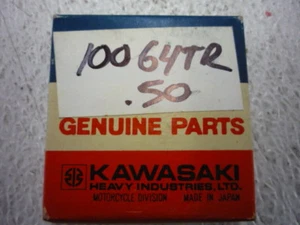 10064TR
.50
GENUINE PARTS
KAWASAKI
HEAVY INDUSTRIES, LTD.
MOTORCYCLE DIVISION MADE IN JAPAN